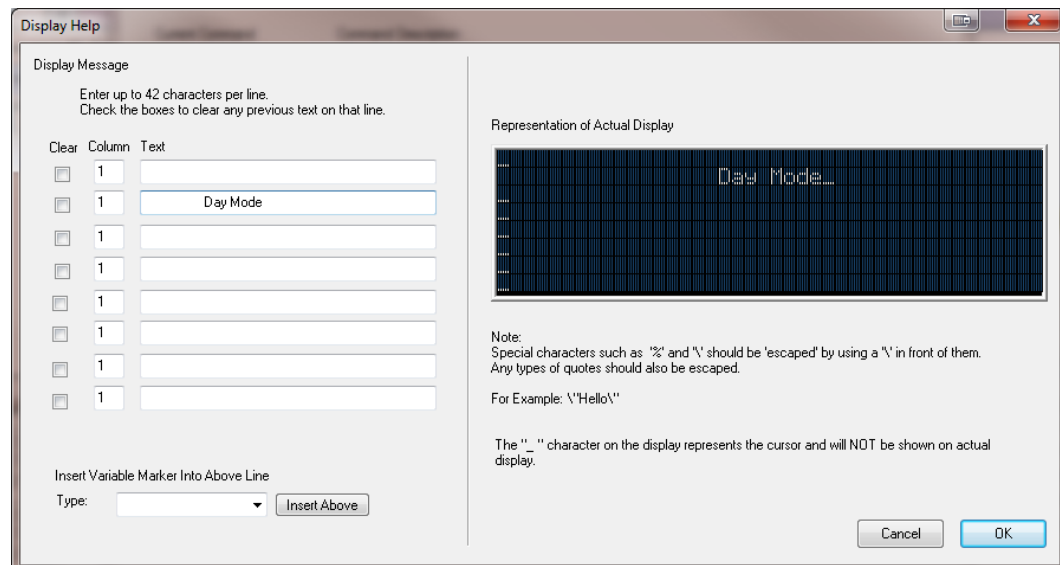 Display Help
Display Message
Enter up to 42 characters per line.
Check the boxes to clear any previous text on that line.
Clear Column Text
1
1 Day Mode
1
1
1
1
1
1
Insert Variable Marker Into Above Line
Type:
Insert Above
Representation of Actual Display
Day Mode_
Note:
Special characters such as '%' and '\' should be 'escaped' by using a '\' in front of them.
Any types of quotes should also be escaped.
For Example: \"Hello\"
The "_ " character on the display represents the cursor and will NOT be shown on actual
display.
Cancel OK